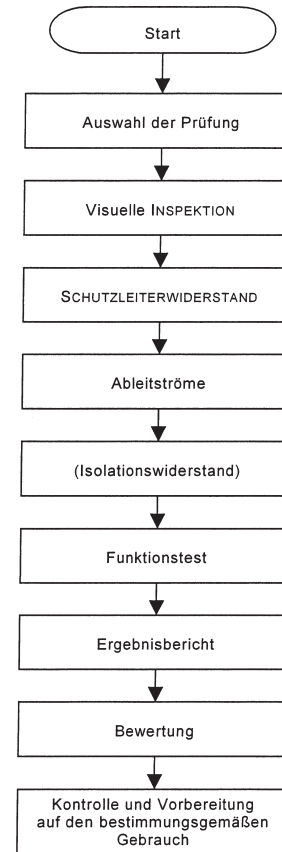 Start
Auswahl der Prüfung
Visuelle INSPEKTION
SCHUTZLEITERWIDERSTAND
Ableitströme
(Isolationswiderstand)
Funktionstest
Ergebnisbericht
Bewertung
Kontrolle und Vorbereitung
auf den bestimmungsgemäßen
Gebrauch